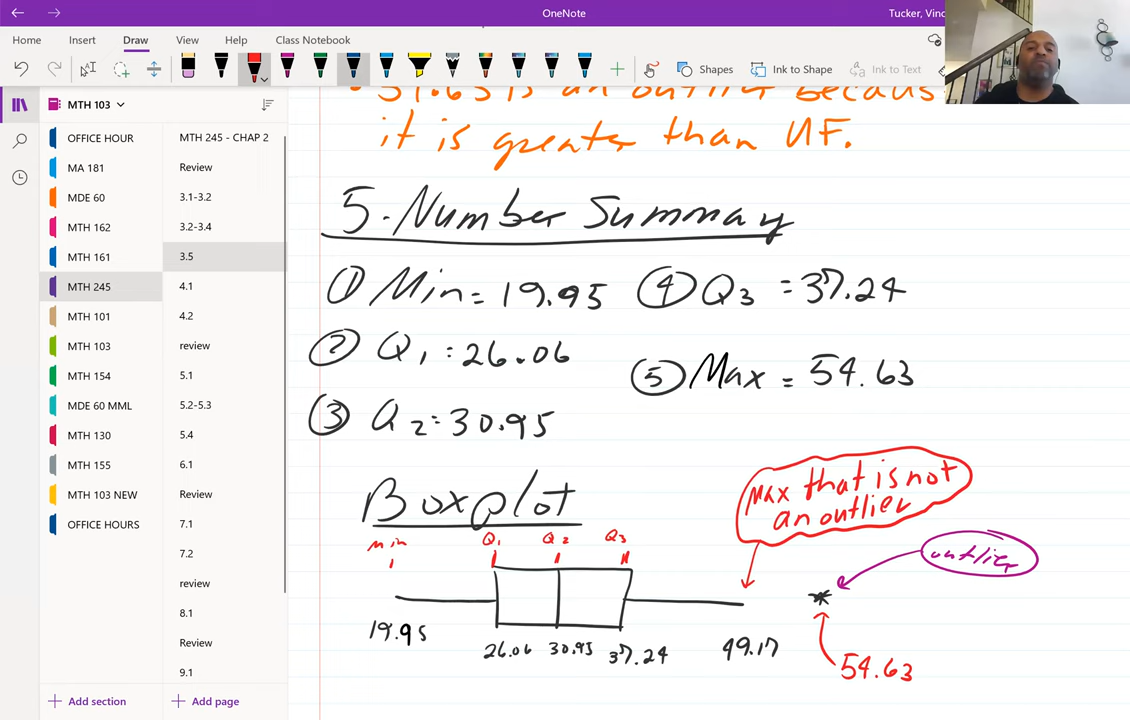 OneNote
Tucker, Vinc
Home
Insert
Draw
View
Help
Class Notebook
Shapes
Ink to Shape
Ink to Text
MTH 103
OFFICE HOUR
MA 181
MDE 60
MTH 162
MTH 161
MTH 245
MTH 101
MTH 103
MTH 154
MDE 60 MML
MTH 130
MTH 155
MTH 103 NEW
OFFICE HOURS
Add section
MTH 245 - CHAP 2
Review
3.1-3.2
3.2-3.4
3.5
4.1
4.2
review
5.1
5.2-5.3
5.4
6.1
Review
7.1
7.2
review
8.1
Review
9.1
Add page
is an outlier becaus
it is greater than UF.
5-Number Summary
① Min = 19.95 ④ Q3 = 37.24
② Q1 = 26.06
⑤ Max = 54.63
③ Q2 = 30.95
Boxplot
Max that is not
an outlier
min Q1 Q2 Q3
outlier
19.95 26.06 30.95 37.24 49.17
54.63